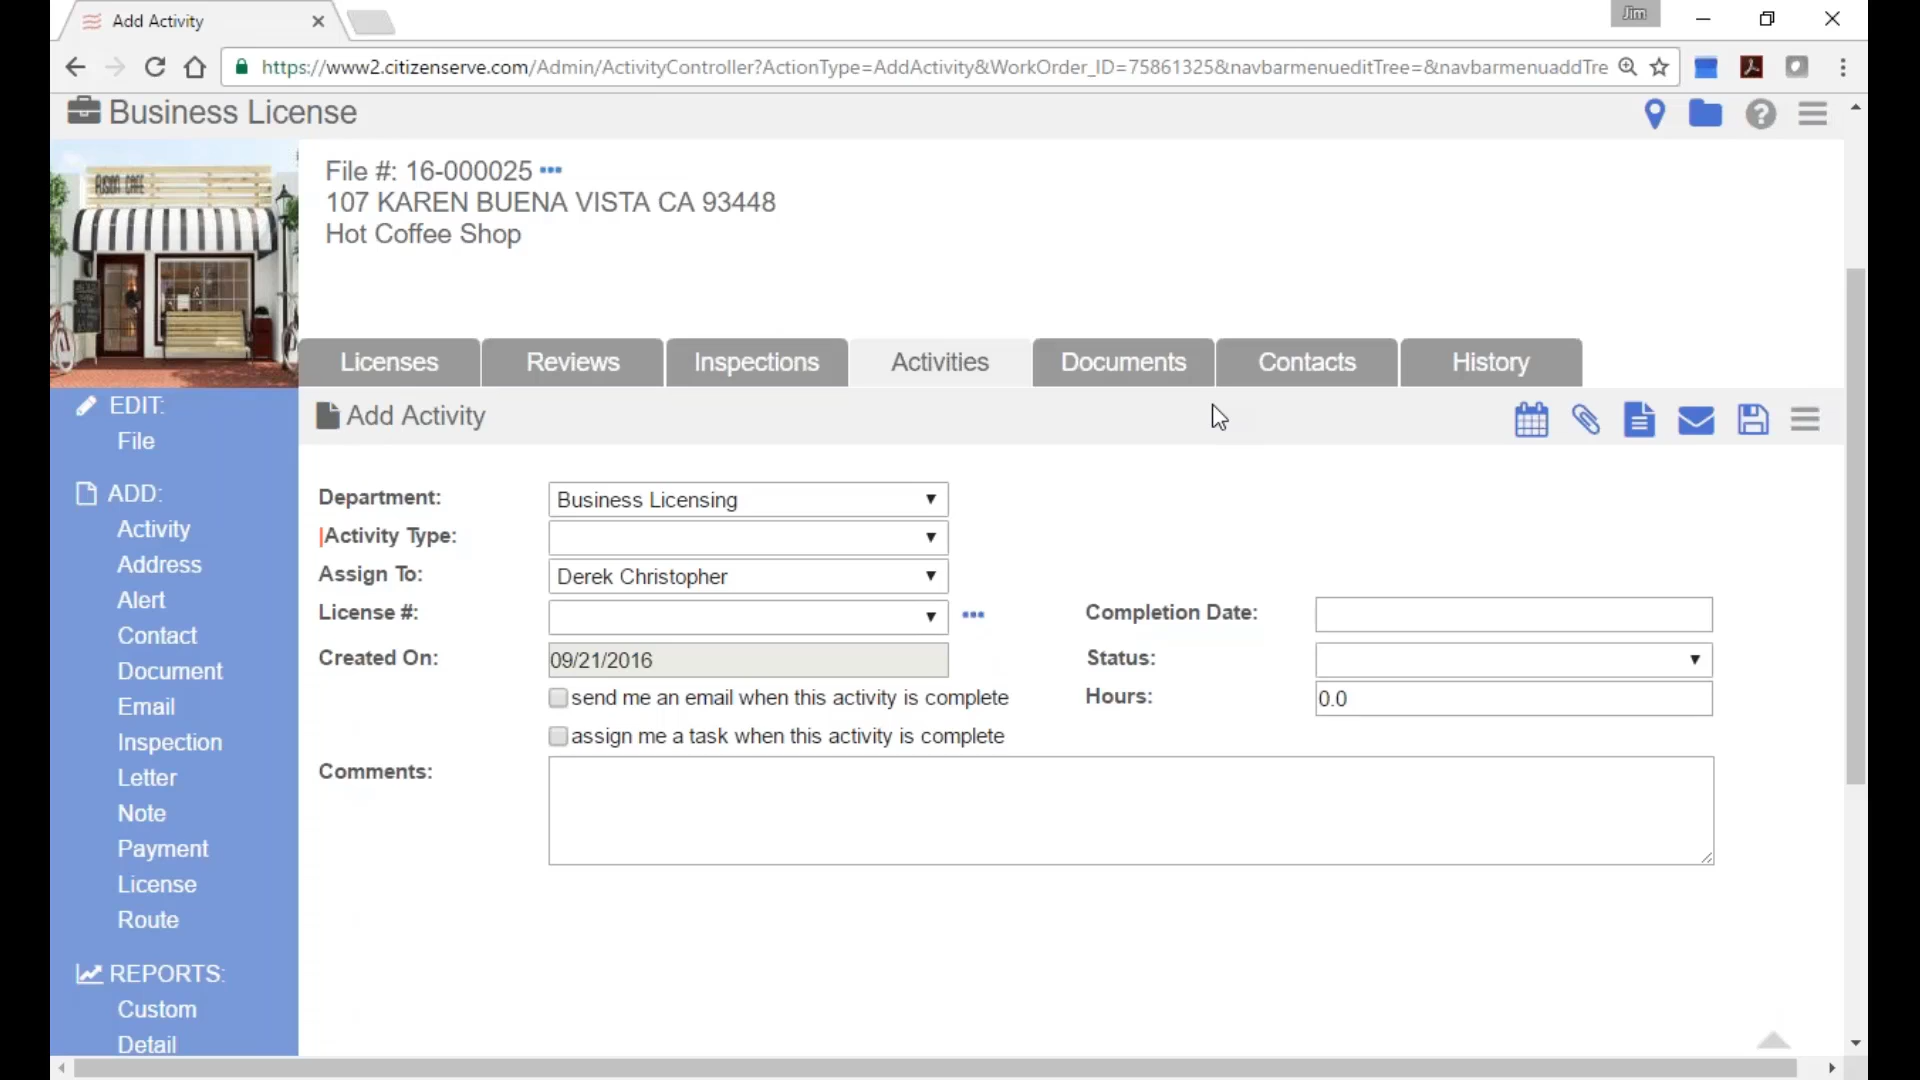 Add Activity
Jim
https://www2.citizenserve.com/Admin/ActivityController?ActionType=AddActivity&WorkOrder_ID=75861325&navbarmenueditTree=&navbarmenuaddTre
Business License
File #: 16-000025
107 KAREN BUENA VISTA CA 93448
Hot Coffee Shop
FUSION CAFE
Licenses
Reviews
Inspections
Activities
Documents
Contacts
History
EDIT:
File
ADD:
Activity
Address
Alert
Contact
Document
Email
Inspection
Letter
Note
Payment
License
Route
REPORTS:
Custom
Detail
Add Activity
Department: Business Licensing
Activity Type:
Assign To: Derek Christopher
License #:
Completion Date:
Created On: 09/21/2016
Status:
send me an email when this activity is complete
Hours: 0.0
assign me a task when this activity is complete
Comments: